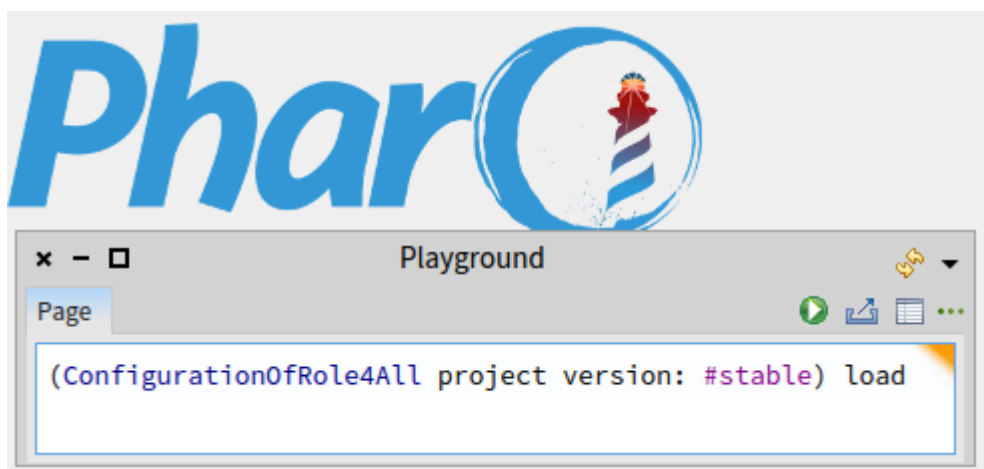 Pharo
Playground
Page
(ConfigurationOfRole4All project version: #stable) load